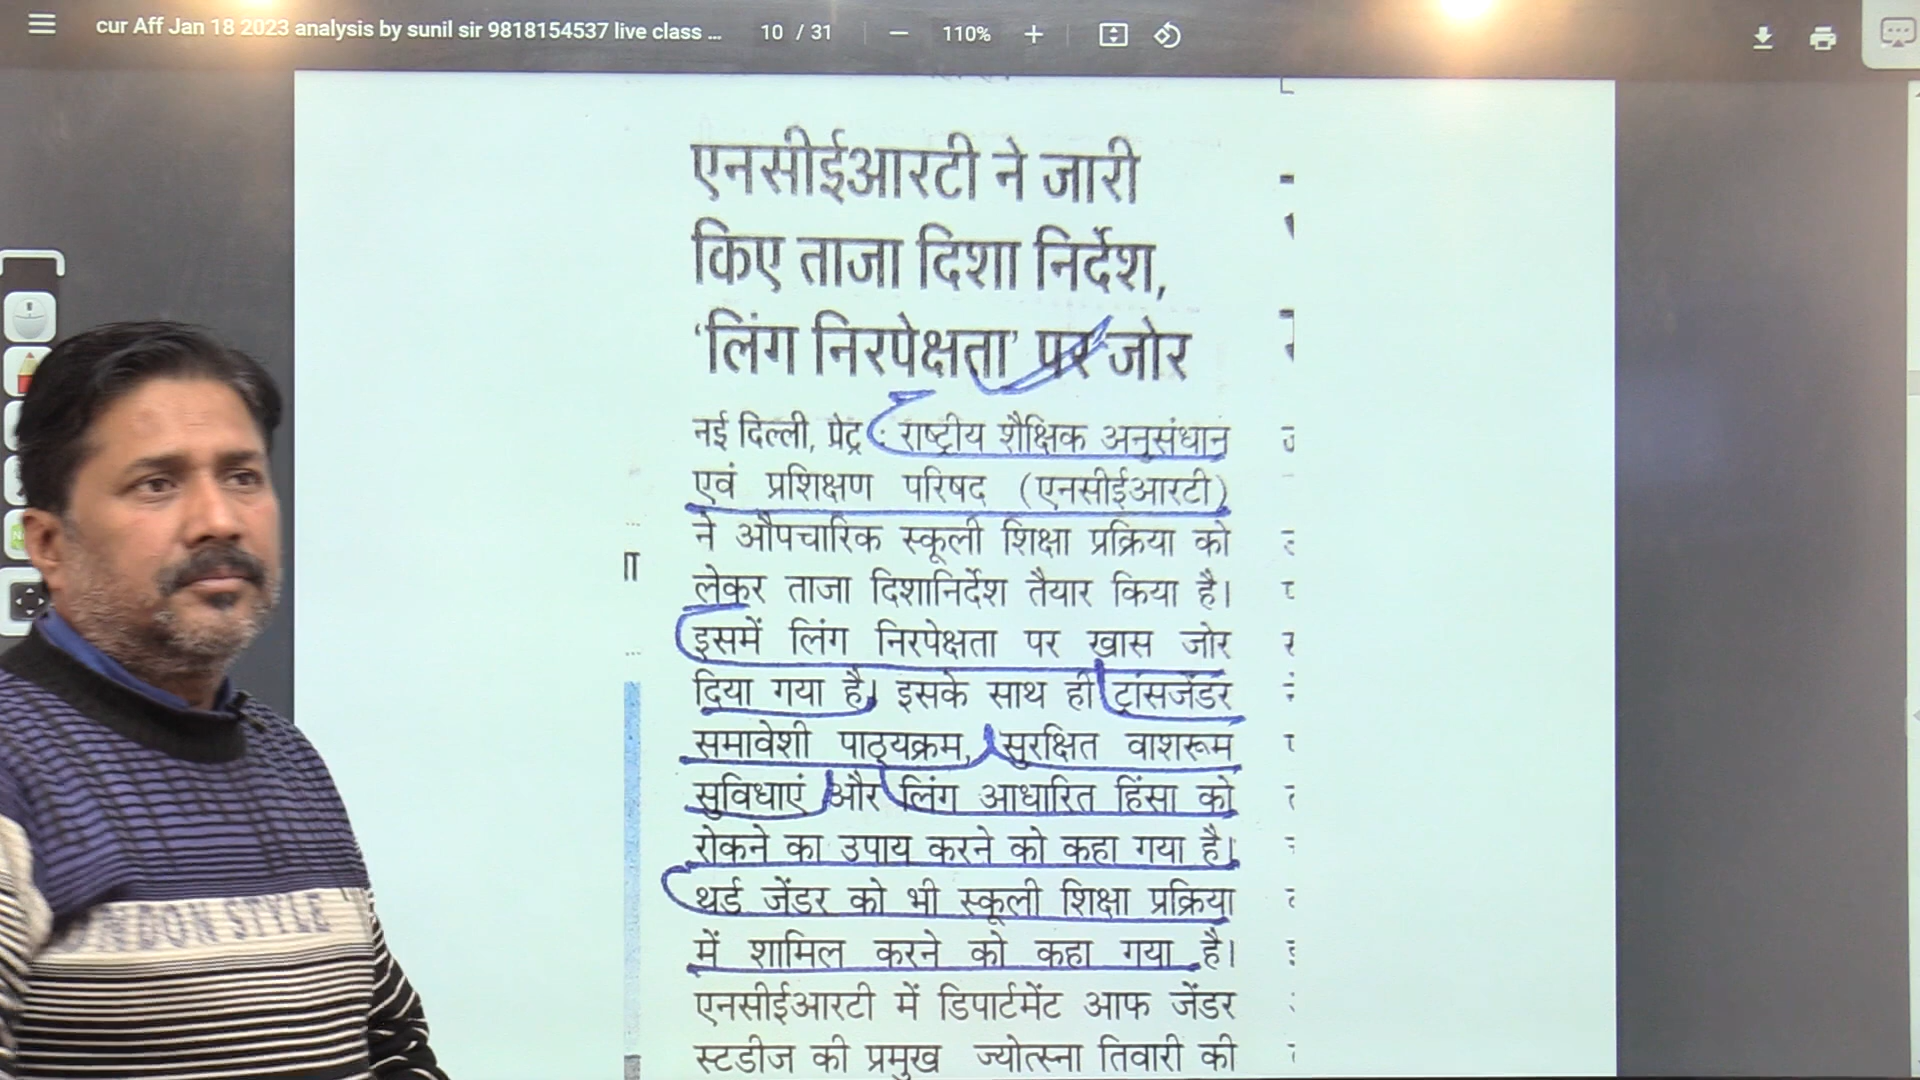 cur Aff Jan 18 2023 analysis by sunil sir 9818154537 live class ...
10 / 31
110%
एनसीईआरटी ने जारी
किए ताजा दिशा निर्देश,
'लिंग निरपेक्षता' पर जोर
नई दिल्ली, प्रेट्र : राष्ट्रीय शैक्षिक अनुसंधान
एवं प्रशिक्षण परिषद (एनसीईआरटी)
ने औपचारिक स्कूली शिक्षा प्रक्रिया को
लेकर ताजा दिशानिर्देश तैयार किया है।
इसमें लिंग निरपेक्षता पर खास जोर
दिया गया है। इसके साथ ही ट्रांसजेंडर
समावेशी पाठ्यक्रम, सुरक्षित वाशरूम
सुविधाएं और लिंग आधारित हिंसा को
रोकने का उपाय करने को कहा गया है।
थर्ड जेंडर को भी स्कूली शिक्षा प्रक्रिया
में शामिल करने को कहा गया है।
एनसीईआरटी में डिपार्टमेंट आफ जेंडर
स्टडीज की प्रमुख ज्योत्स्ना तिवारी की
LONDON STYLE